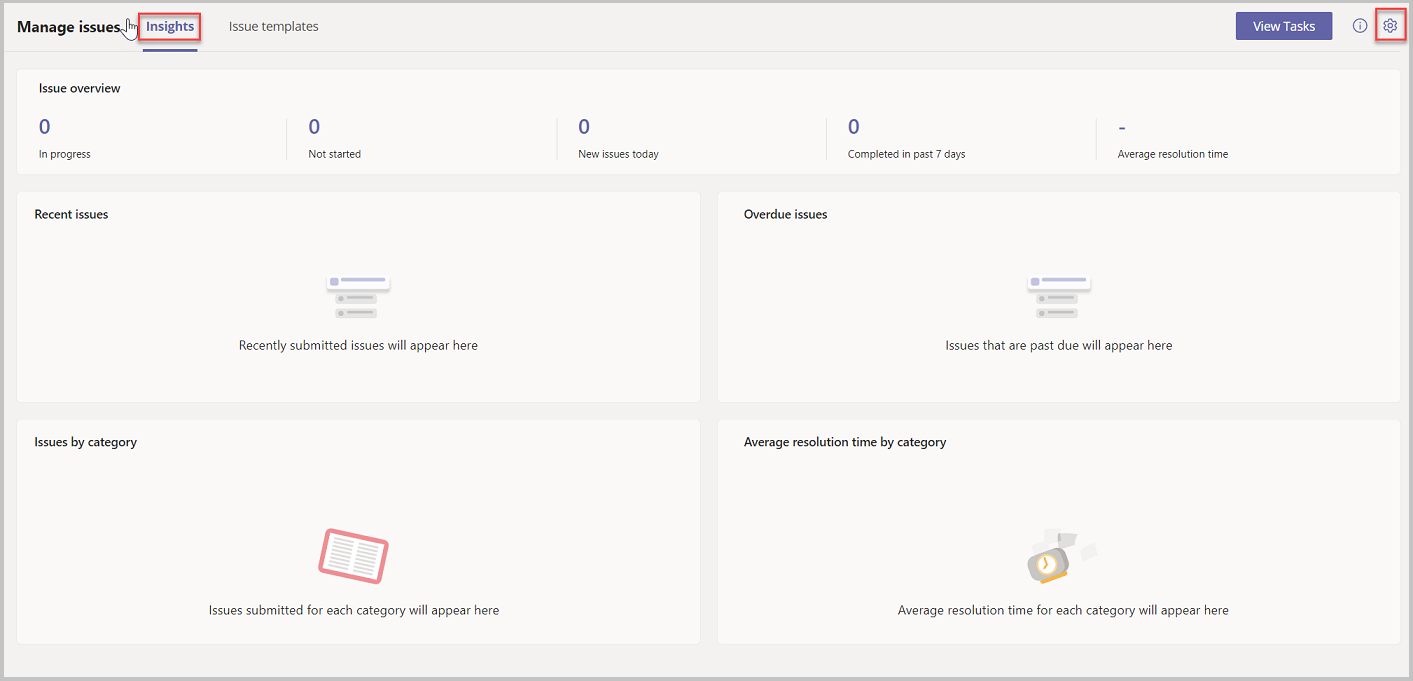 Manage issues Insights Issue templates View Tasks
Issue overview
0 0 0 0 -
In progress Not started New issues today Completed in past 7 days Average resolution time
Recent issues Overdue issues
Recently submitted issues will appear here Issues that are past due will appear here
Issues by category Average resolution time by category
Issues submitted for each category will appear here Average resolution time for each category will appear here